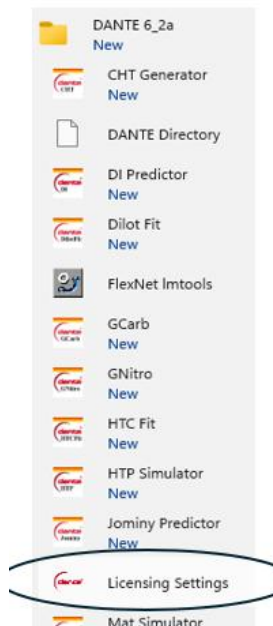 DANTE 6_2a
New
CHT Generator
New
DANTE Directory
DI Predictor
New
Dilot Fit
New
FlexNet lmtools
GCarb
New
GNitro
New
HTC Fit
New
HTP Simulator
New
Jominy Predictor
New
Licensing Settings
Mat Simulator